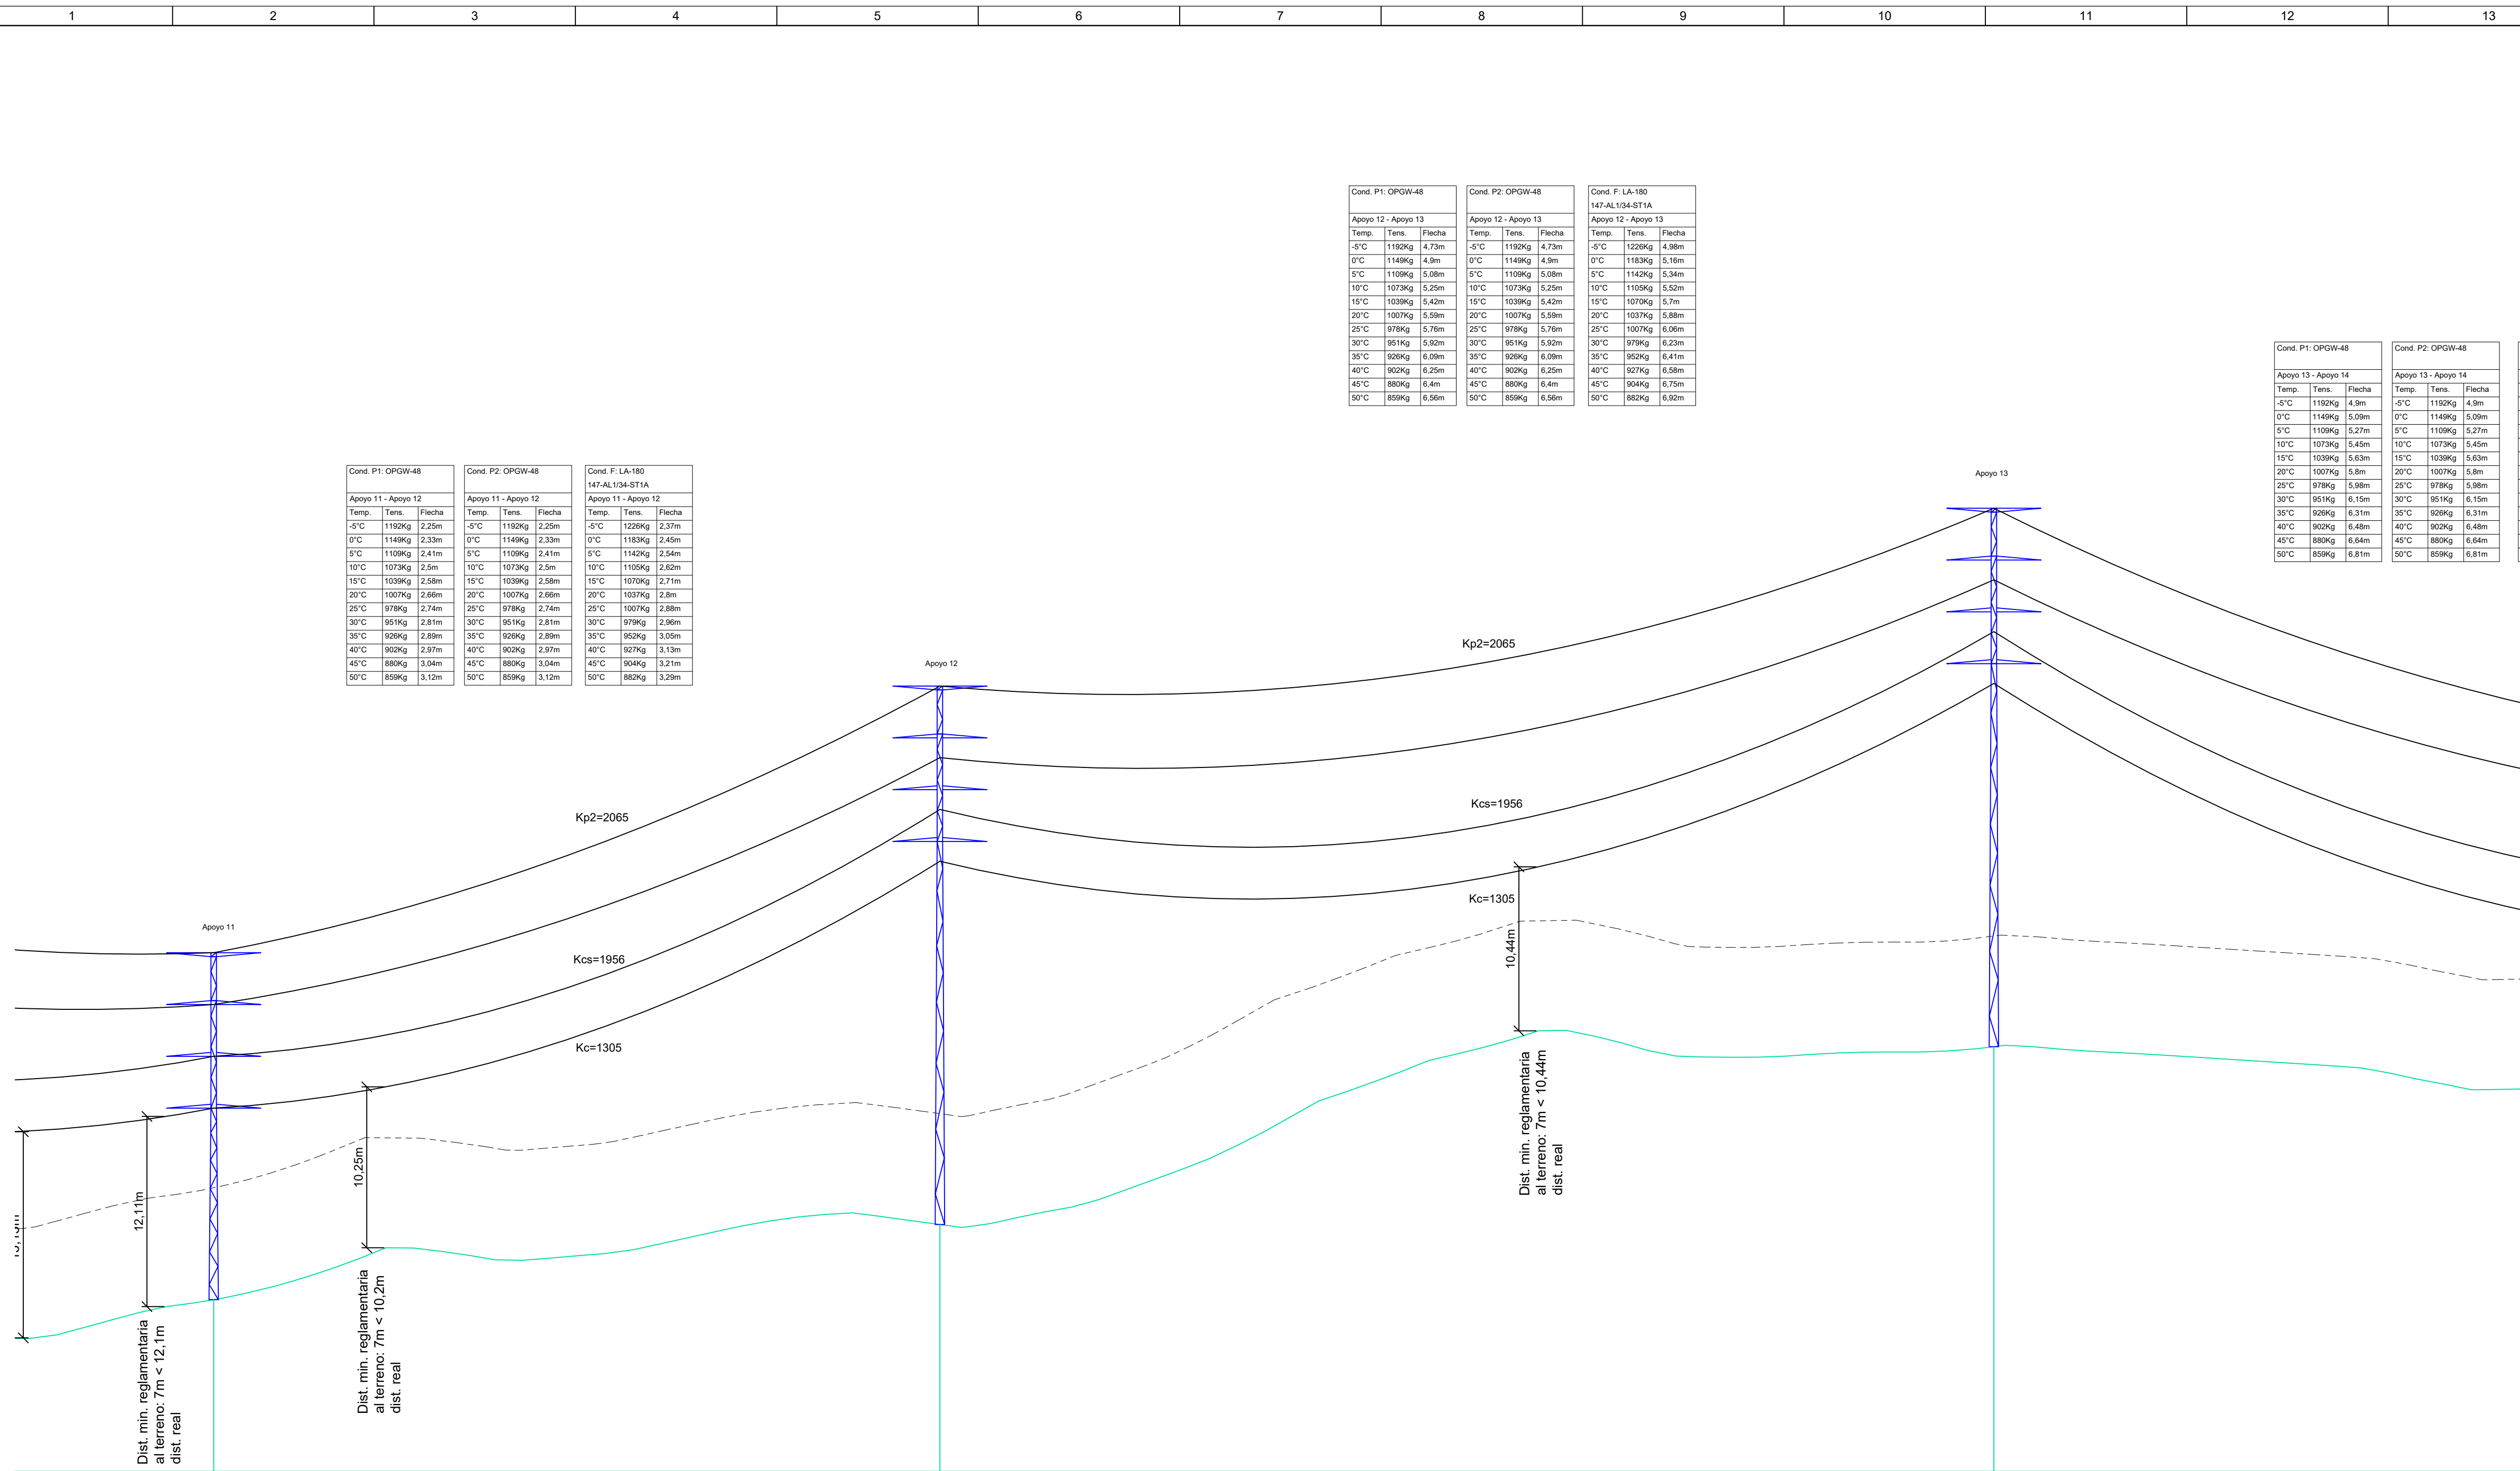 1 2 3 4 5 6 7 8 9 10 11 12 13
Cond. P1: OPGW-48
Apoyo 12 - Apoyo 13
Temp. Tens. Flecha
-5°C 1192Kg 4,73m
0°C 1149Kg 4,9m
5°C 1109Kg 5,08m
10°C 1073Kg 5,25m
15°C 1039Kg 5,42m
20°C 1007Kg 5,59m
25°C 978Kg 5,76m
30°C 951Kg 5,92m
35°C 926Kg 6,09m
40°C 902Kg 6,25m
45°C 880Kg 6,4m
50°C 859Kg 6,56m
Cond. P2: OPGW-48
Apoyo 12 - Apoyo 13
Temp. Tens. Flecha
-5°C 1192Kg 4,73m
0°C 1149Kg 4,9m
5°C 1109Kg 5,08m
10°C 1073Kg 5,25m
15°C 1039Kg 5,42m
20°C 1007Kg 5,59m
25°C 978Kg 5,76m
30°C 951Kg 5,92m
35°C 926Kg 6,09m
40°C 902Kg 6,25m
45°C 880Kg 6,4m
50°C 859Kg 6,56m
Cond. F: LA-180
147-AL1/34-ST1A
Apoyo 12 - Apoyo 13
Temp. Tens. Flecha
-5°C 1226Kg 4,98m
0°C 1183Kg 5,16m
5°C 1142Kg 5,34m
10°C 1105Kg 5,52m
15°C 1070Kg 5,7m
20°C 1037Kg 5,88m
25°C 1007Kg 6,06m
30°C 979Kg 6,23m
35°C 952Kg 6,41m
40°C 927Kg 6,58m
45°C 904Kg 6,75m
50°C 882Kg 6,92m
Cond. P1: OPGW-48
Apoyo 13 - Apoyo 14
Temp. Tens. Flecha
-5°C 1192Kg 4,9m
0°C 1149Kg 5,09m
5°C 1109Kg 5,27m
10°C 1073Kg 5,45m
15°C 1039Kg 5,63m
20°C 1007Kg 5,8m
25°C 978Kg 5,98m
30°C 951Kg 6,15m
35°C 926Kg 6,31m
40°C 902Kg 6,48m
45°C 880Kg 6,64m
50°C 859Kg 6,81m
Cond. P2: OPGW-48
Apoyo 13 - Apoyo 14
Temp. Tens. Flecha
-5°C 1192Kg 4,9m
0°C 1149Kg 5,09m
5°C 1109Kg 5,27m
10°C 1073Kg 5,45m
15°C 1039Kg 5,63m
20°C 1007Kg 5,8m
25°C 978Kg 5,98m
30°C 951Kg 6,15m
35°C 926Kg 6,31m
40°C 902Kg 6,48m
45°C 880Kg 6,64m
50°C 859Kg 6,81m
Cond. P1: OPGW-48
Apoyo 11 - Apoyo 12
Temp. Tens. Flecha
-5°C 1192Kg 2,25m
0°C 1149Kg 2,33m
5°C 1109Kg 2,41m
10°C 1073Kg 2,5m
15°C 1039Kg 2,58m
20°C 1007Kg 2,66m
25°C 978Kg 2,74m
30°C 951Kg 2,81m
35°C 926Kg 2,89m
40°C 902Kg 2,97m
45°C 880Kg 3,04m
50°C 859Kg 3,12m
Cond. P2: OPGW-48
Apoyo 11 - Apoyo 12
Temp. Tens. Flecha
-5°C 1192Kg 2,25m
0°C 1149Kg 2,33m
5°C 1109Kg 2,41m
10°C 1073Kg 2,5m
15°C 1039Kg 2,58m
20°C 1007Kg 2,66m
25°C 978Kg 2,74m
30°C 951Kg 2,81m
35°C 926Kg 2,89m
40°C 902Kg 2,97m
45°C 880Kg 3,04m
50°C 859Kg 3,12m
Cond. F: LA-180
147-AL1/34-ST1A
Apoyo 11 - Apoyo 12
Temp. Tens. Flecha
-5°C 1226Kg 2,37m
0°C 1183Kg 2,45m
5°C 1142Kg 2,54m
10°C 1105Kg 2,62m
15°C 1070Kg 2,71m
20°C 1037Kg 2,8m
25°C 1007Kg 2,88m
30°C 979Kg 2,96m
35°C 952Kg 3,05m
40°C 927Kg 3,13m
45°C 904Kg 3,21m
50°C 882Kg 3,29m
Apoyo 13
Kp2=2065
Apoyo 12
Kcs=1956
Kp2=2065
Kc=1305
Apoyo 11
10,44m
Kcs=1956
Kc=1305
10,25m
12,11m
Dist. min. reglamentaria
al terreno: 7m < 10,44m
dist. real
Dist. min. reglamentaria
al terreno: 7m < 10,2m
dist. real
Dist. min. reglamentaria
al terreno: 7m < 12,1m
dist. real